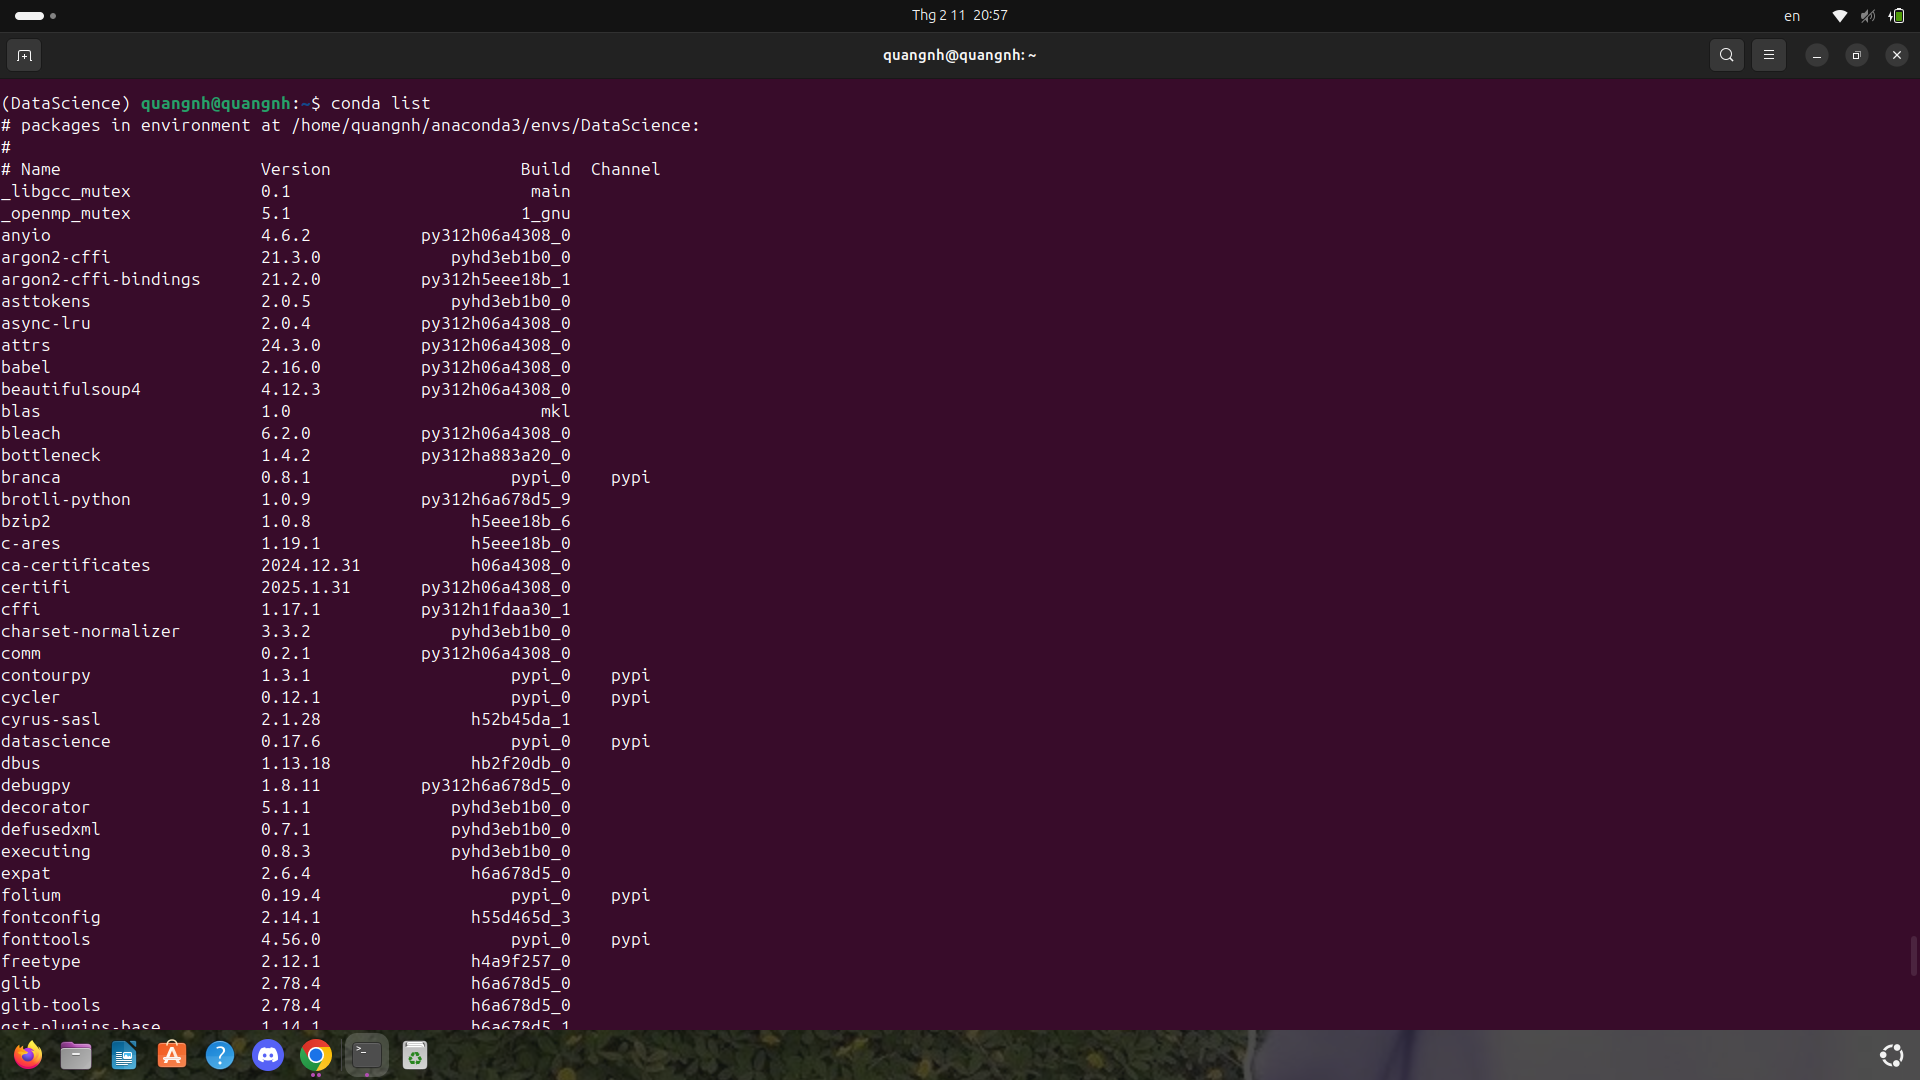 Thg 2 11 20:57
en
quangnh@quangnh: ~
(DataScience) quangnh@quangnh:~$ conda list
# packages in environment at /home/quangnh/anaconda3/envs/DataScience:
#
# Name Version Build Channel
_libgcc_mutex 0.1 main
_openmp_mutex 5.1 1_gnu
anyio 4.6.2 py312h06a4308_0
argon2-cffi 21.3.0 pyhd3eb1b0_0
argon2-cffi-bindings 21.2.0 py312h5eee18b_1
asttokens 2.0.5 pyhd3eb1b0_0
async-lru 2.0.4 py312h06a4308_0
attrs 24.3.0 py312h06a4308_0
babel 2.16.0 py312h06a4308_0
beautifulsoup4 4.12.3 py312h06a4308_0
blas 1.0 mkl
bleach 6.2.0 py312h06a4308_0
bottleneck 1.4.2 py312ha883a20_0
branca 0.8.1 pypi_0 pypi
brotli-python 1.0.9 py312h6a678d5_9
bzip2 1.0.8 h5eee18b_6
c-ares 1.19.1 h5eee18b_0
ca-certificates 2024.12.31 h06a4308_0
certifi 2025.1.31 py312h06a4308_0
cffi 1.17.1 py312h1fdaa30_1
charset-normalizer 3.3.2 pyhd3eb1b0_0
comm 0.2.1 py312h06a4308_0
contourpy 1.3.1 pypi_0 pypi
cycler 0.12.1 pypi_0 pypi
cyrus-sasl 2.1.28 h52b45da_1
datascience 0.17.6 pypi_0 pypi
dbus 1.13.18 hb2f20db_0
debugpy 1.8.11 py312h6a678d5_0
decorator 5.1.1 pyhd3eb1b0_0
defusedxml 0.7.1 pyhd3eb1b0_0
executing 0.8.3 pyhd3eb1b0_0
expat 2.6.4 h6a678d5_0
folium 0.19.4 pypi_0 pypi
fontconfig 2.14.1 h55d465d_3
fonttools 4.56.0 pypi_0 pypi
freetype 2.12.1 h4a9f257_0
glib 2.78.4 h6a678d5_0
glib-tools 2.78.4 h6a678d5_0
gst-plugins-base 1.14.1 h6a678d5_1